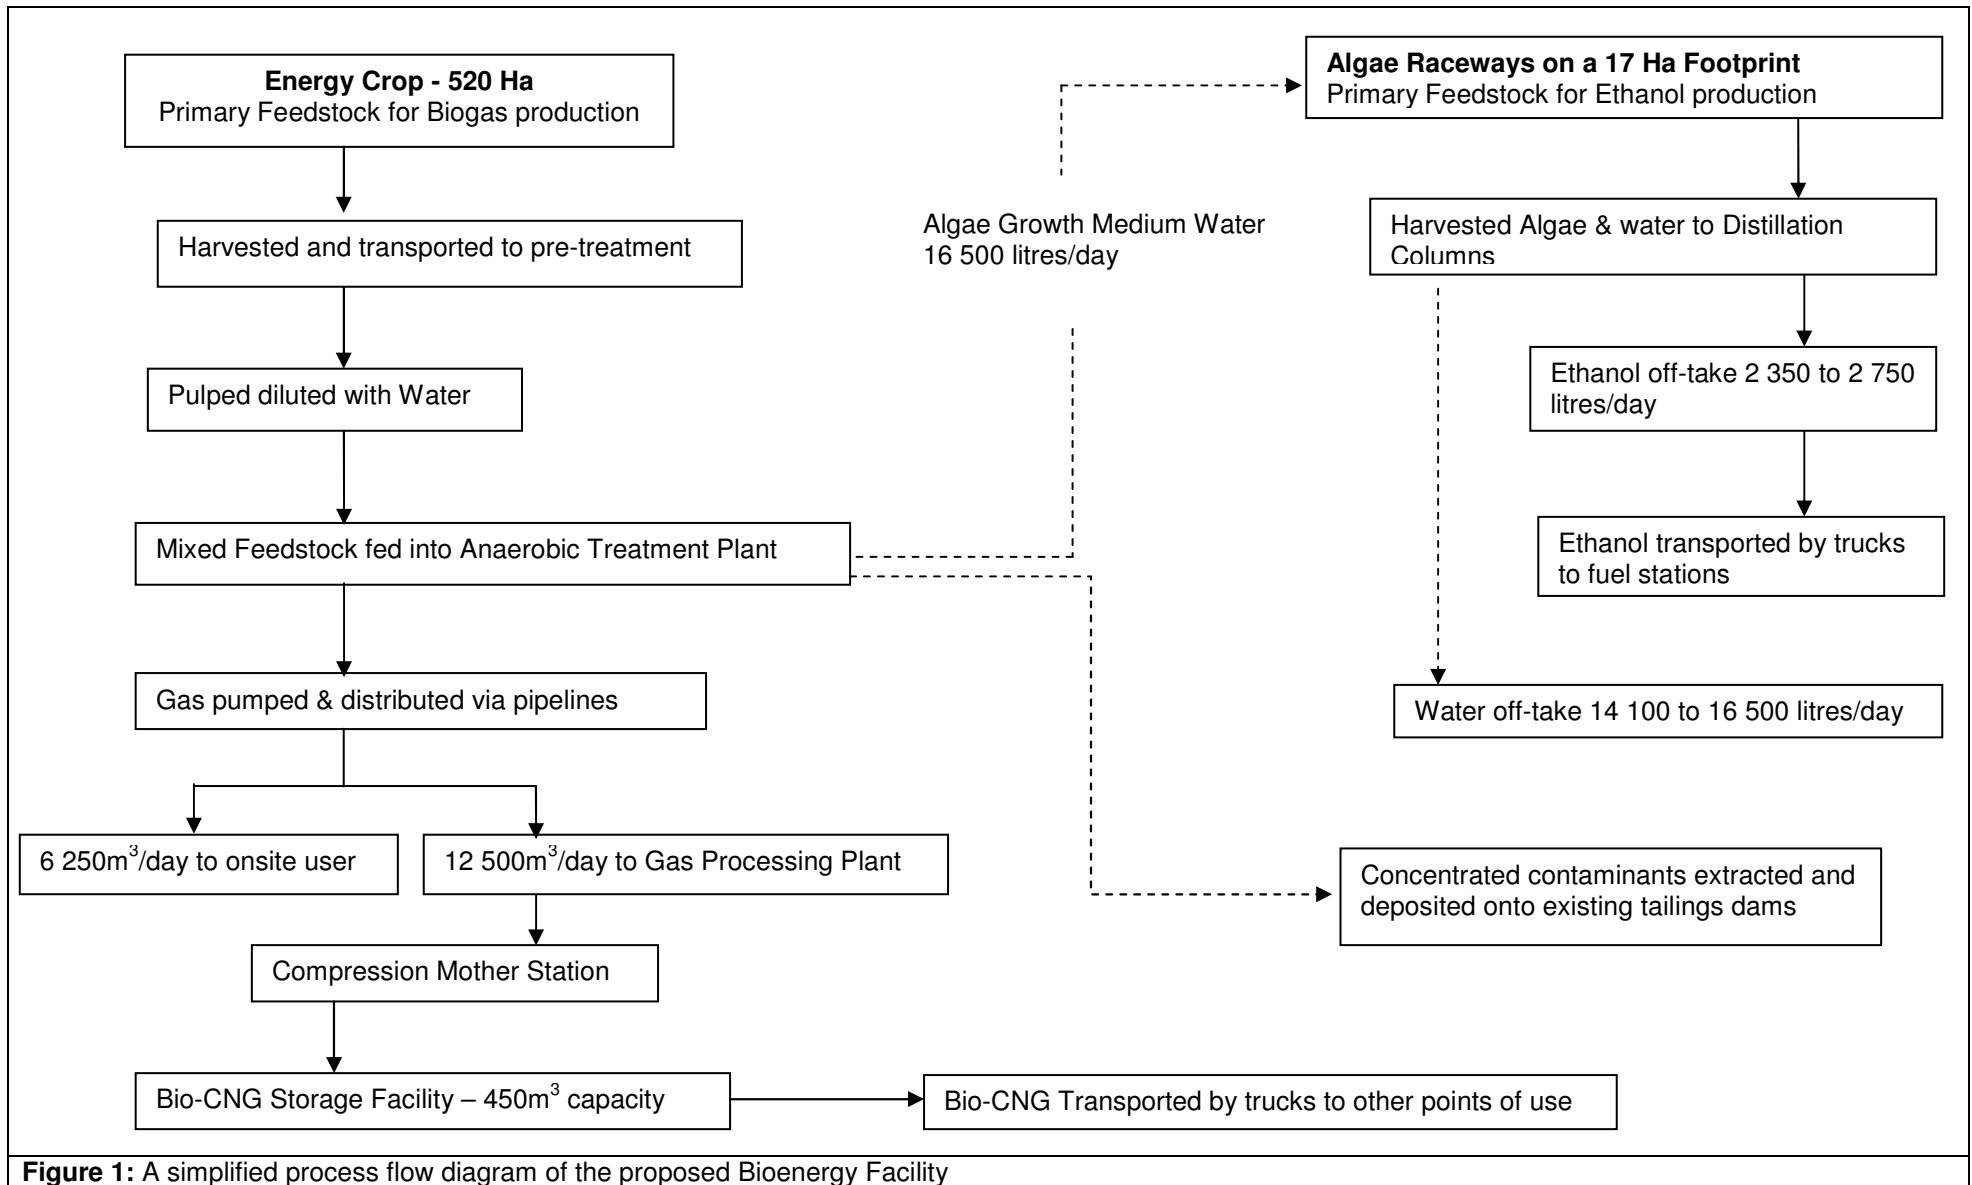 Energy Crop - 520 Ha
Primary Feedstock for Biogas production
Harvested and transported to pre-treatment
Pulped diluted with Water
Mixed Feedstock fed into Anaerobic Treatment Plant
Gas pumped & distributed via pipelines
6 250m³/day to onsite user
12 500m³/day to Gas Processing Plant
Compression Mother Station
Bio-CNG Storage Facility – 450m³ capacity
Bio-CNG Transported by trucks to other points of use
Algae Growth Medium Water
16 500 litres/day
Algae Raceways on a 17 Ha Footprint
Primary Feedstock for Ethanol production
Harvested Algae & water to Distillation
Columns
Ethanol off-take 2 350 to 2 750
litres/day
Ethanol transported by trucks
to fuel stations
Water off-take 14 100 to 16 500 litres/day
Concentrated contaminants extracted and
deposited onto existing tailings dams
Figure 1: A simplified process flow diagram of the proposed Bioenergy Facility